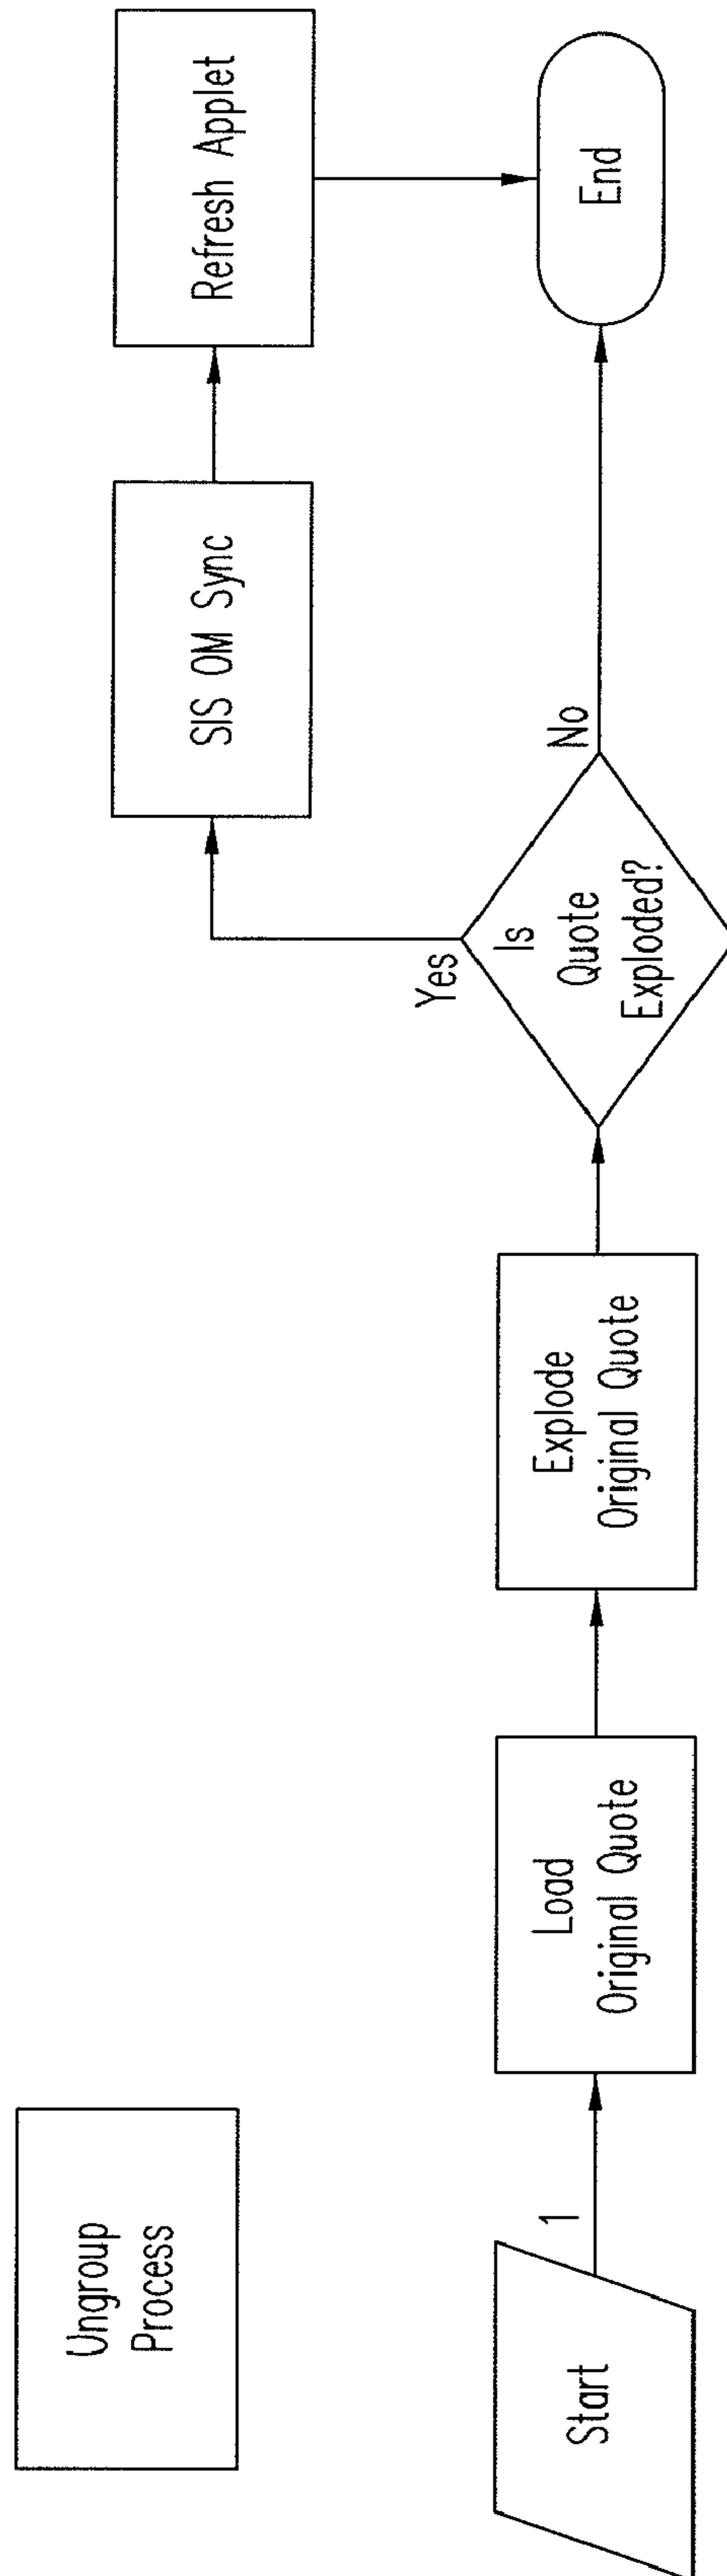 Ungroup
Process
Start
1
Load
Original Quote
Explode
Original Quote
Is
Quote
Exploded?
Yes
No
SIS OM Sync
Refresh Applet
End